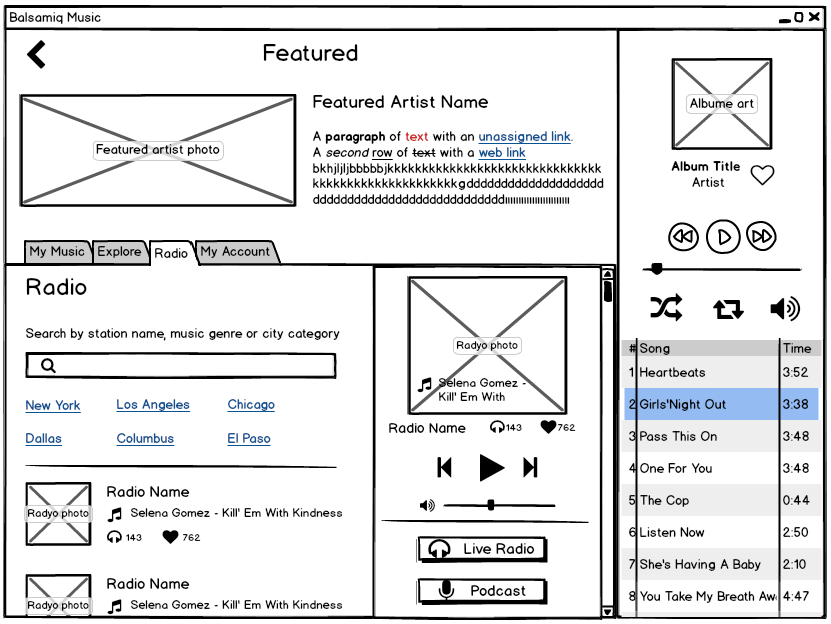 Balsamiq Music
Featured
Featured artist photo
Featured Artist Name
A paragraph of text with an unassigned link.
A second row of text with a web link
My Music
Explore
Radio
My Account
Radio
Search by station name, music genre or city category
New York
Los Angeles
Chicago
Dallas
Columbus
El Paso
Radyo photo
Radio Name
Selena Gomez - Kill' Em With Kindness
143
762
Radyo photo
Radio Name
Selena Gomez - Kill' Em With Kindness
Radyo photo
Selena Gomez -
Kill' Em With
Radio Name
143
762
Live Radio
Podcast
Albume art
Album Title
Artist
# Song Time
1 Heartbeats 3:52
2 Girls'Night Out 3:38
3 Pass This On 3:48
4 One For You 3:48
5 The Cop 0:44
6 Listen Now 2:50
7 She's Having A Baby 2:10
8 You Take My Breath Aw 4:47